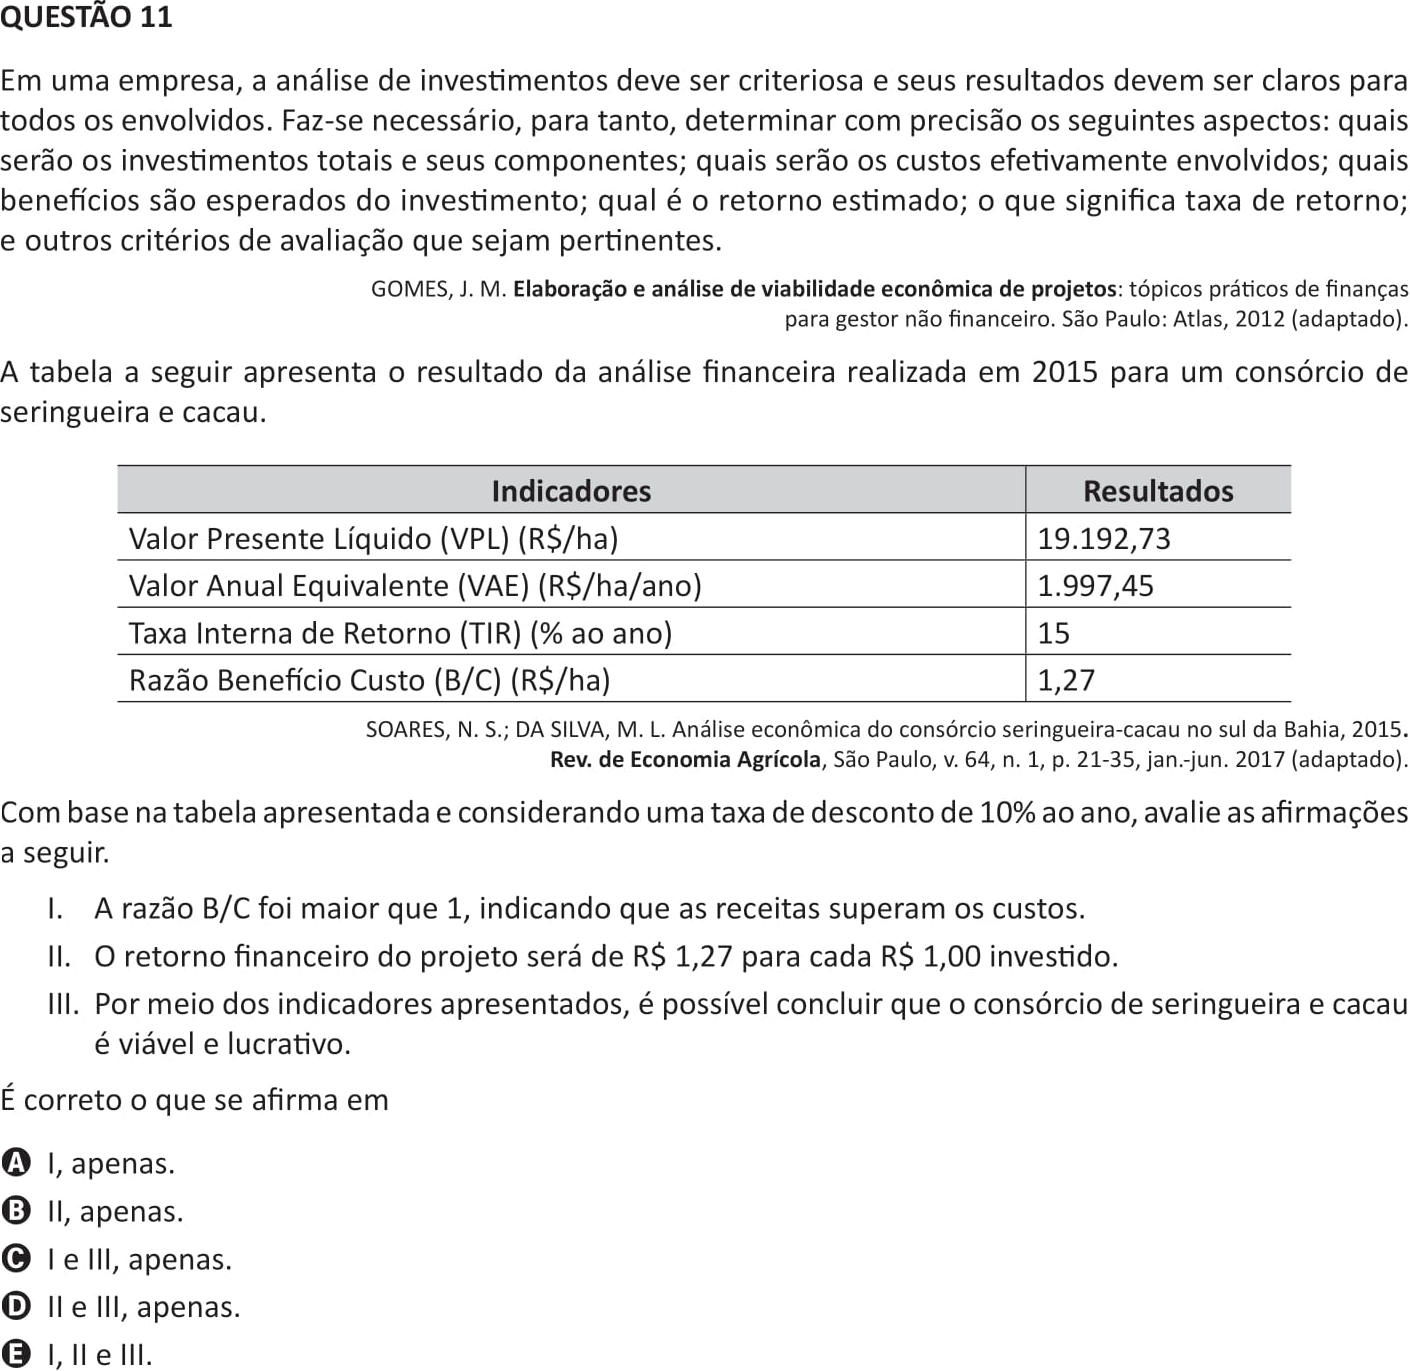 QUESTÃO 11
Em uma empresa, a análise de investimentos deve ser criteriosa e seus resultados devem ser claros para
todos os envolvidos. Faz-se necessário, para tanto, determinar com precisão os seguintes aspectos: quais
serão os investimentos totais e seus componentes; quais serão os custos efetivamente envolvidos; quais
benefícios são esperados do investimento; qual é o retorno estimado; o que significa taxa de retorno;
e outros critérios de avaliação que sejam pertinentes.
GOMES, J. M. Elaboração e análise de viabilidade econômica de projetos: tópicos práticos de finanças
para gestor não financeiro. São Paulo: Atlas, 2012 (adaptado).
A tabela a seguir apresenta o resultado da análise financeira realizada em 2015 para um consórcio de
seringueira e cacau.
Indicadores Resultados
Valor Presente Líquido (VPL) (R$/ha) 19.192,73
Valor Anual Equivalente (VAE) (R$/ha/ano) 1.997,45
Taxa Interna de Retorno (TIR) (% ao ano) 15
Razão Benefício Custo (B/C) (R$/ha) 1,27
SOARES, N. S.; DA SILVA, M. L. Análise econômica do consórcio seringueira-cacau no sul da Bahia, 2015.
Rev. de Economia Agrícola, São Paulo, v. 64, n. 1, p. 21-35, jan.-jun. 2017 (adaptado).
Com base na tabela apresentada e considerando uma taxa de desconto de 10% ao ano, avalie as afirmações
a seguir.
I. A razão B/C foi maior que 1, indicando que as receitas superam os custos.
II. O retorno financeiro do projeto será de R$ 1,27 para cada R$ 1,00 investido.
III. Por meio dos indicadores apresentados, é possível concluir que o consórcio de seringueira e cacau
é viável e lucrativo.
É correto o que se afirma em
A I, apenas.
B II, apenas.
C I e III, apenas.
D II e III, apenas.
E I, II e III.